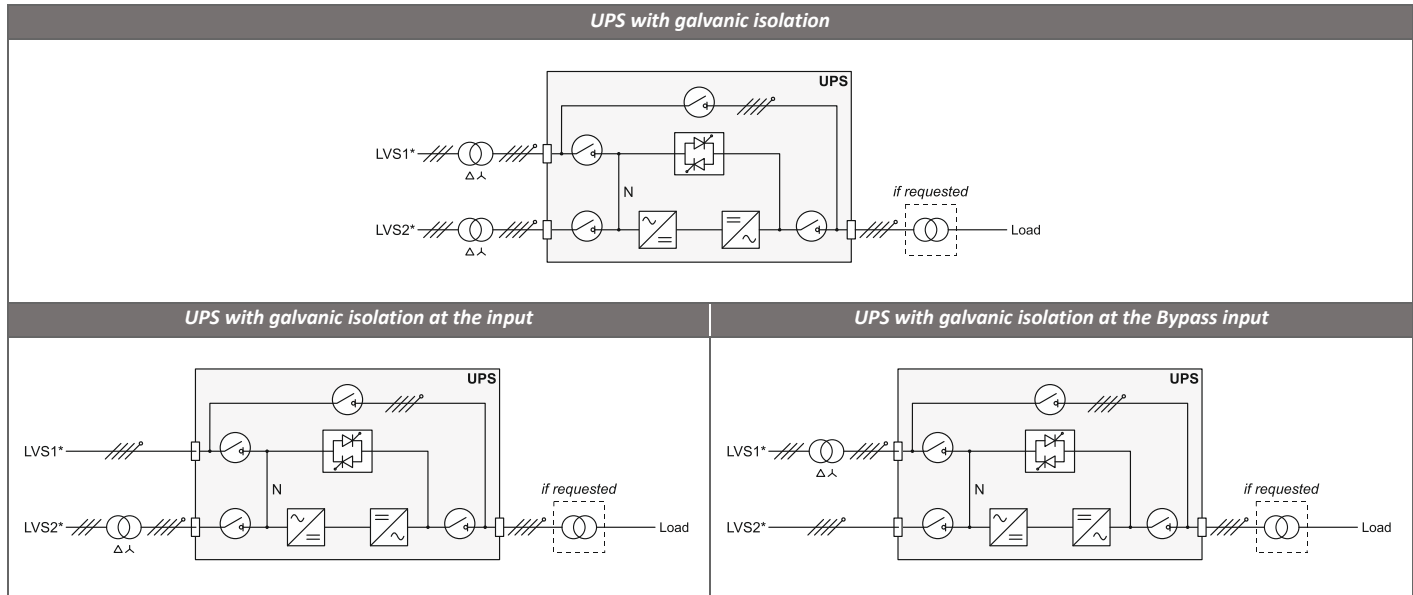 UPS with galvanic isolation
UPS
LVS1*
N
if requested
LVS2*
Load
UPS with galvanic isolation at the input
UPS with galvanic isolation at the Bypass input
UPS
LVS1*
N
if requested
LVS2*
Load
UPS
LVS1*
N
if requested
LVS2*
Load